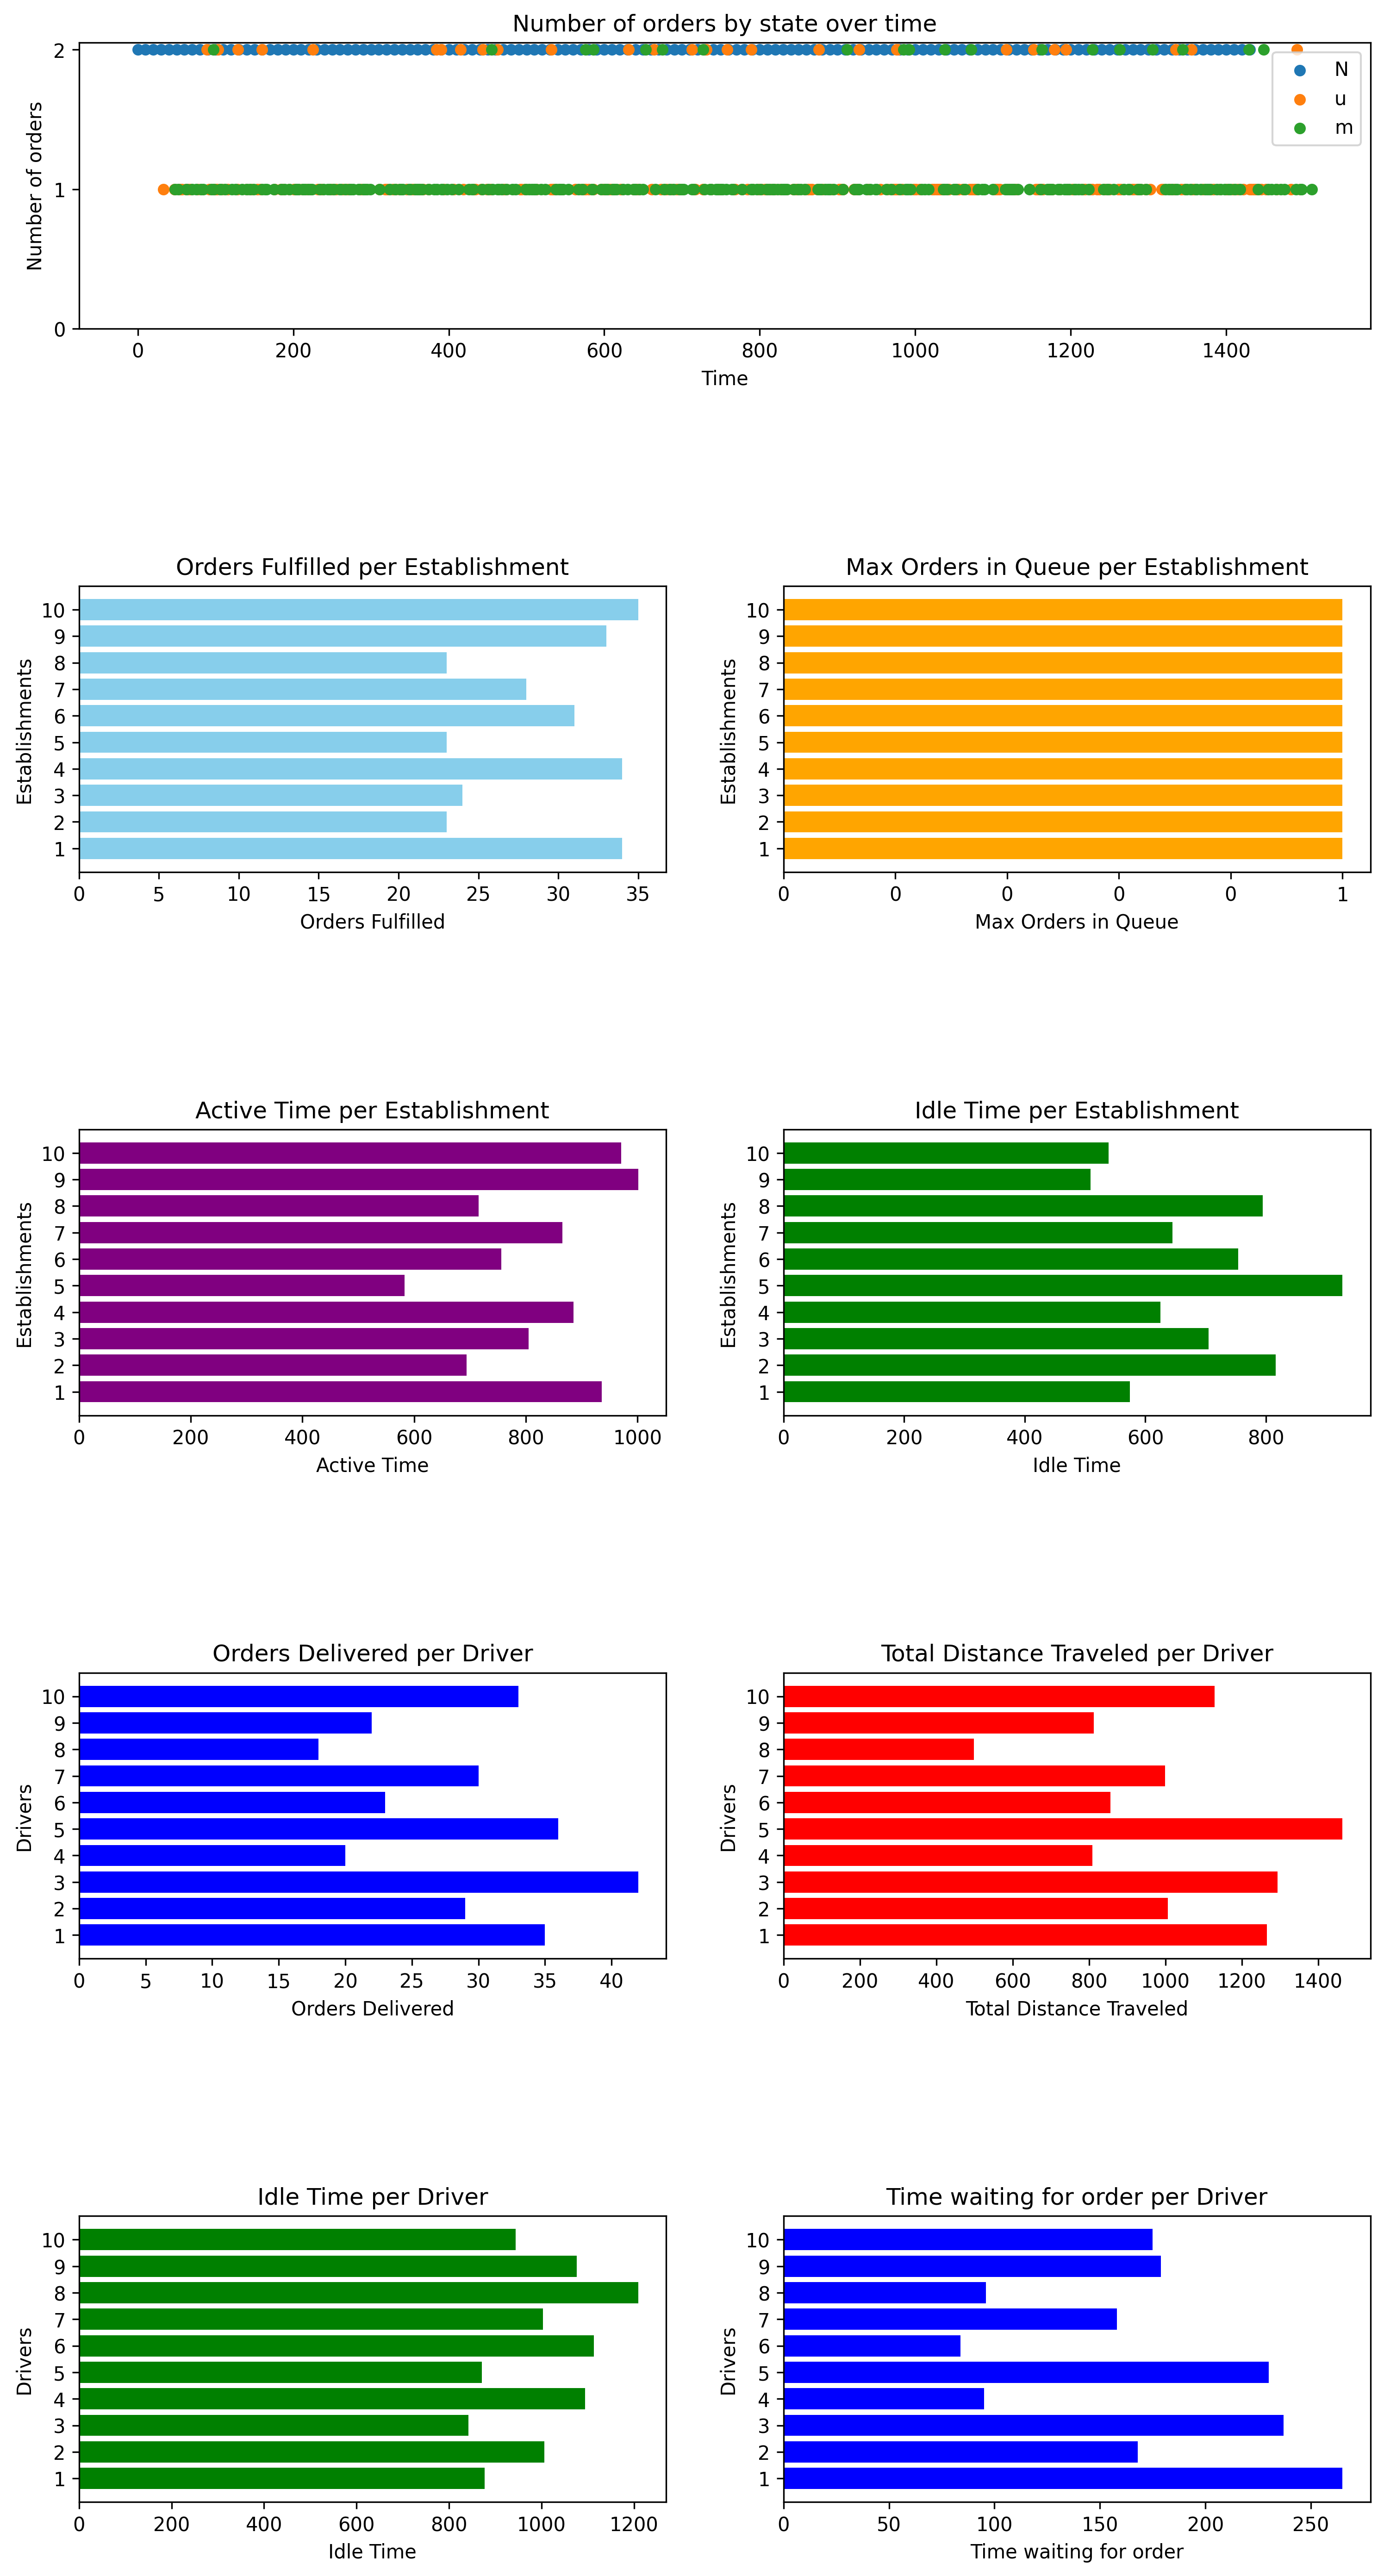 Number of orders by state over time
Number of orders
2
1
0
N
u
m
0 200 400 600 800 1000 1200 1400
Time
Orders Fulfilled per Establishment
Establishments
10
9
8
7
6
5
4
3
2
1
0 5 10 15 20 25 30 35
Orders Fulfilled
Max Orders in Queue per Establishment
Establishments
10
9
8
7
6
5
4
3
2
1
0 0 0 0 0 1
Max Orders in Queue
Active Time per Establishment
Establishments
10
9
8
7
6
5
4
3
2
1
0 200 400 600 800 1000
Active Time
Idle Time per Establishment
Establishments
10
9
8
7
6
5
4
3
2
1
0 200 400 600 800
Idle Time
Orders Delivered per Driver
Drivers
10
9
8
7
6
5
4
3
2
1
0 5 10 15 20 25 30 35 40
Orders Delivered
Total Distance Traveled per Driver
Drivers
10
9
8
7
6
5
4
3
2
1
0 200 400 600 800 1000 1200 1400
Total Distance Traveled
Idle Time per Driver
Drivers
10
9
8
7
6
5
4
3
2
1
0 200 400 600 800 1000 1200
Idle Time
Time waiting for order per Driver
Drivers
10
9
8
7
6
5
4
3
2
1
0 50 100 150 200 250
Time waiting for order